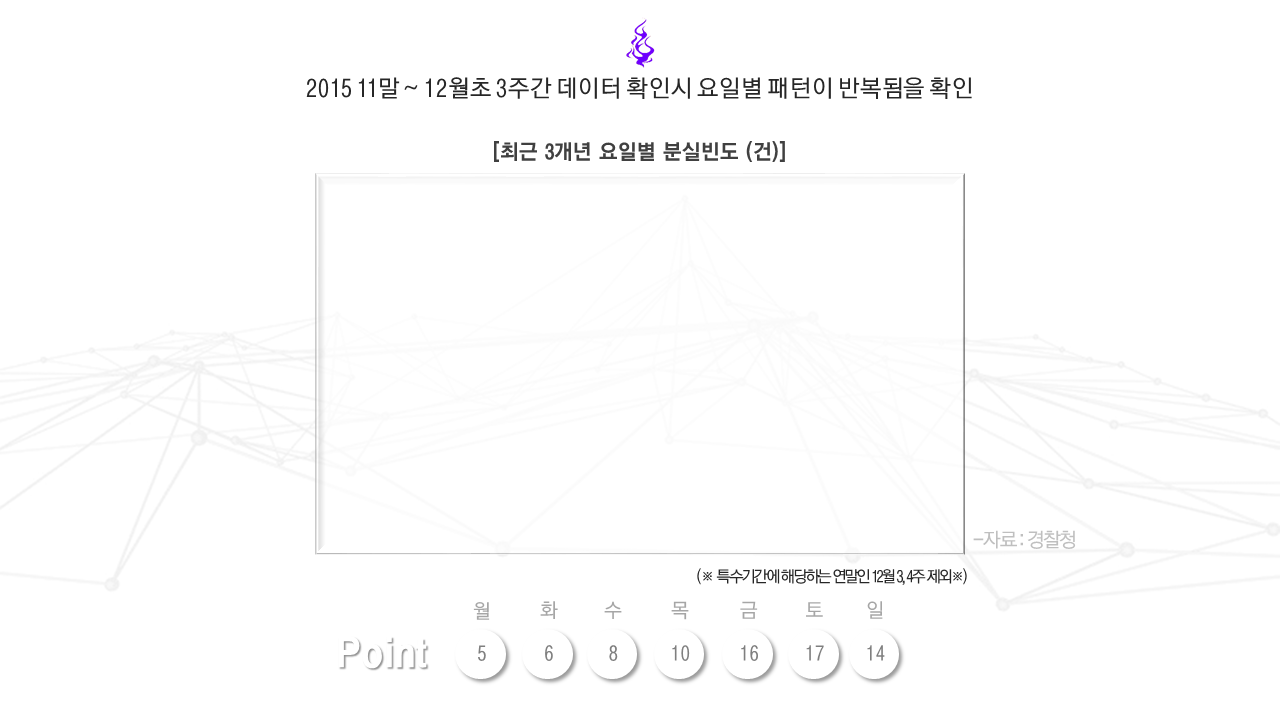 2015 11말 ~ 12월초 3주간 데이터 확인시 요일별 패턴이 반복됨을 확인
[최근 3개년 요일별 분실빈도 (건)]
-자료 : 경찰청
(※ 특수기간에 해당하는 연말인 12월 3, 4주 제외※)
월 화 수 목 금 토 일
Point 5 6 8 10 16 17 14